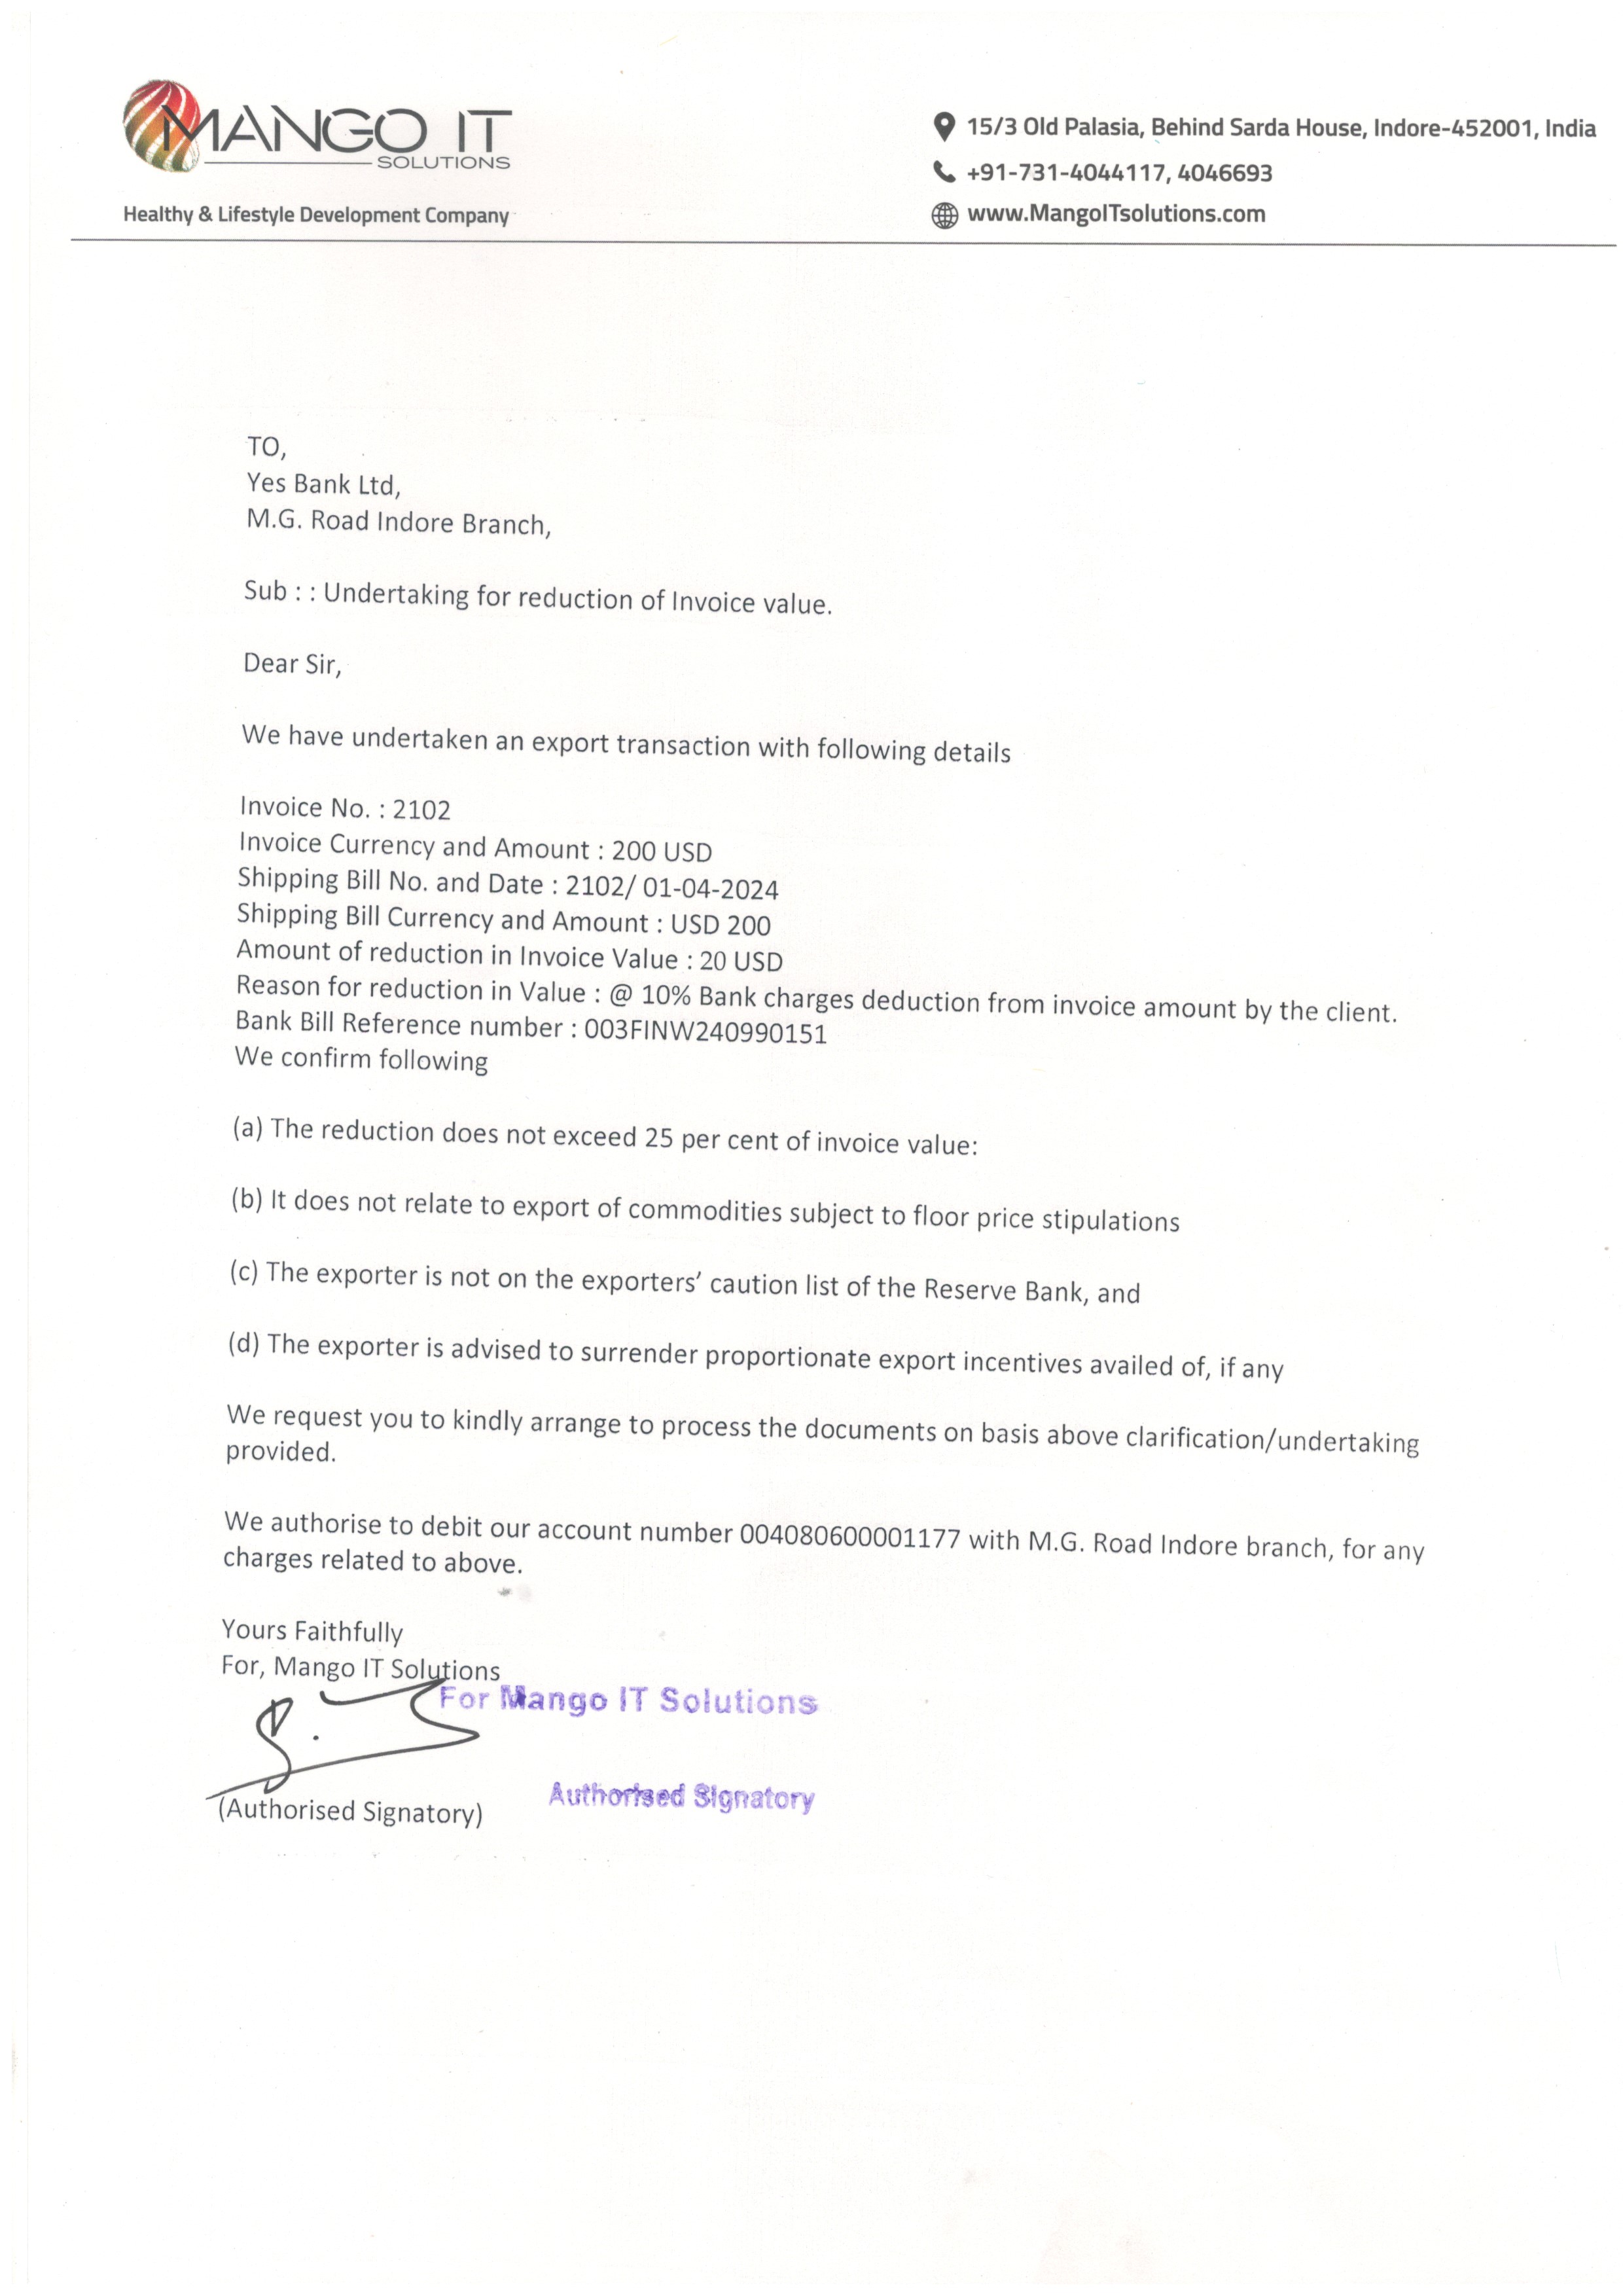 MANGO IT
SOLUTIONS
Healthy & Lifestyle Development Company
15/3 Old Palasia, Behind Sarda House, Indore-452001, India
+91-731-4044117, 4046693
www.MangoITsolutions.com
TO,
Yes Bank Ltd,
M.G. Road Indore Branch,
Sub : : Undertaking for reduction of Invoice value.
Dear Sir,
We have undertaken an export transaction with following details
Invoice No. : 2102
Invoice Currency and Amount : 200 USD
Shipping Bill No. and Date : 2102/ 01-04-2024
Shipping Bill Currency and Amount : USD 200
Amount of reduction in Invoice Value : 20 USD
Reason for reduction in Value : @ 10% Bank charges deduction from invoice amount by the client.
Bank Bill Reference number : 003FINW240990151
We confirm following
(a) The reduction does not exceed 25 per cent of invoice value:
(b) It does not relate to export of commodities subject to floor price stipulations
(c) The exporter is not on the exporters’ caution list of the Reserve Bank, and
(d) The exporter is advised to surrender proportionate export incentives availed of, if any
We request you to kindly arrange to process the documents on basis above clarification/undertaking
provided.
We authorise to debit our account number 004080600001177 with M.G. Road Indore branch, for any
charges related to above.
Yours Faithfully
For, Mango IT Solutions
For Mango IT Solutions
Authorised Signatory
(Authorised Signatory)